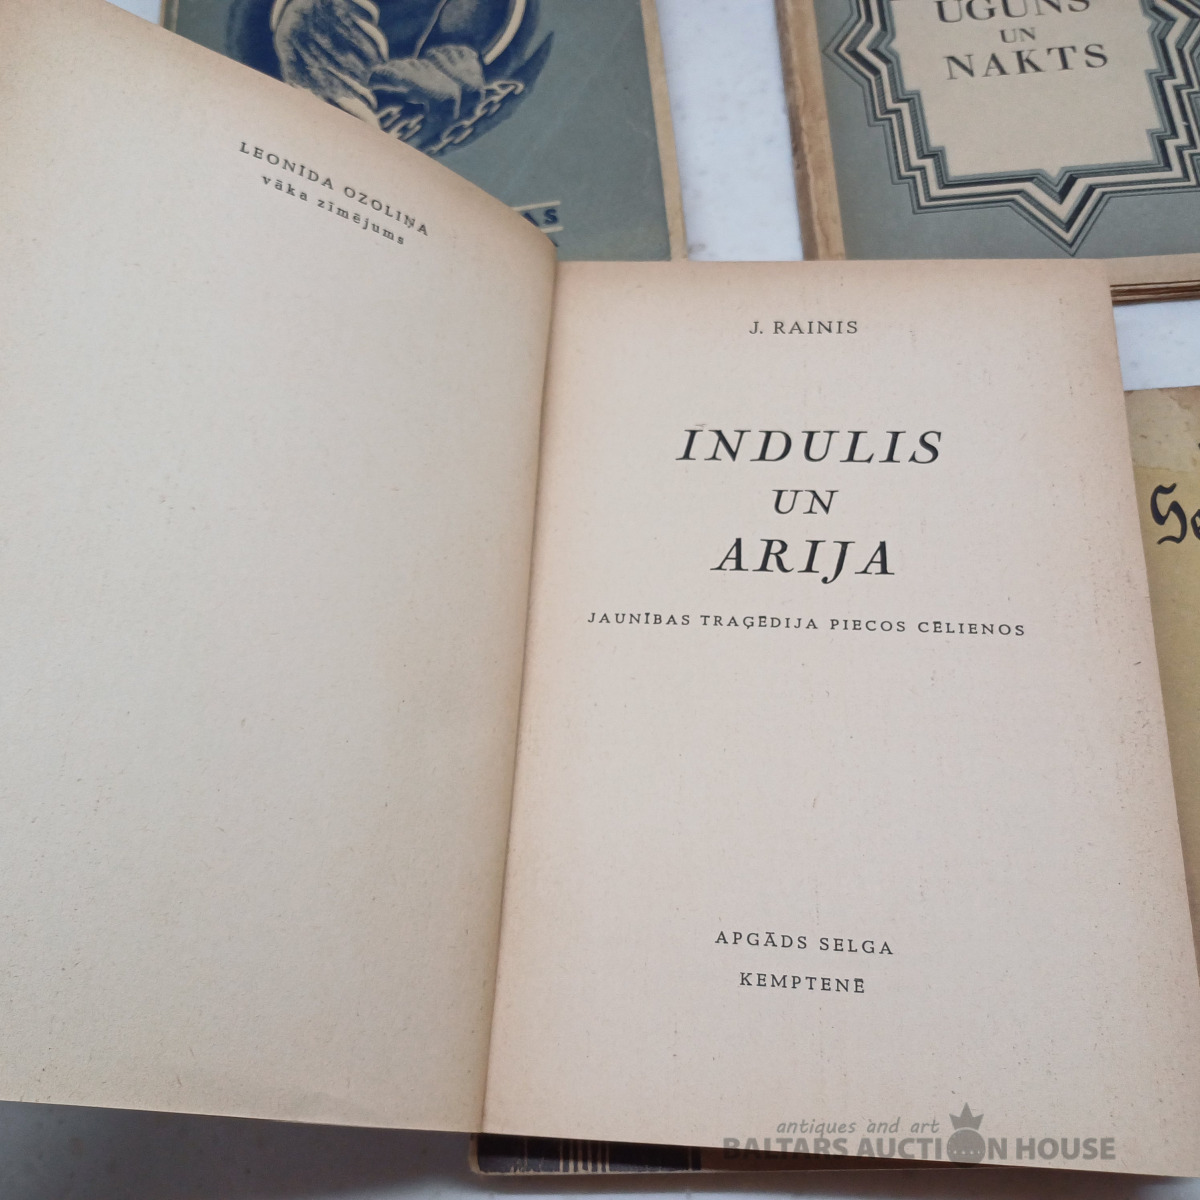 UGUNS
UN
NAKTS
LEONĪDA OZOLIŅA
vāka zīmējums
J. RAINIS
INDULIS
UN
ARIJA
JAUNĪBAS TRAĢĒDIJA PIECOS CĒLIENOS
APGĀDS SELGA
KEMPTENĒ
antiques and art
BALTARS AUCTION HOUSE